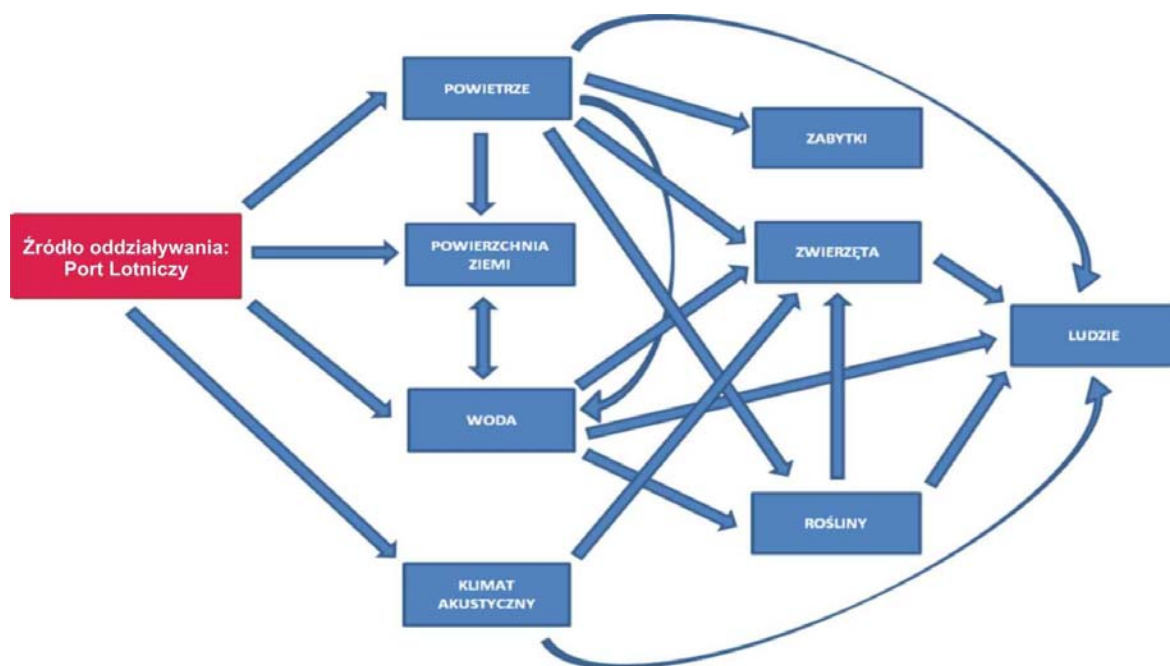 POWIETRZE
ZABYTKI
Źródło oddziaływania:
Port Lotniczy
POWIERZCHNIA
ZIEMI
ZWIERZĘTA
LUDZIE
WODA
ROŚLINY
KLIMAT
AKUSTYCZNY